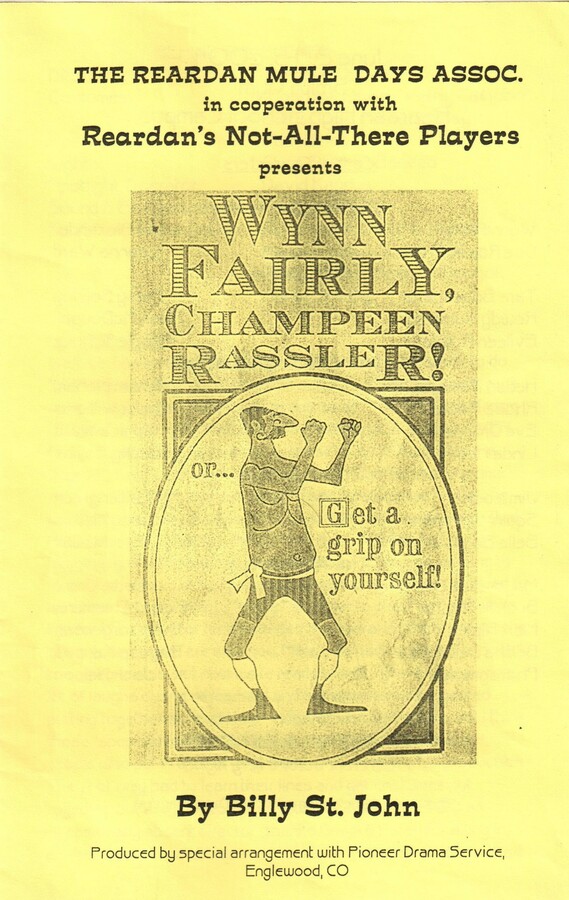 THE REARDAN MULE DAYS ASSOC.
in cooperation with
Reardan's Not-All-There Players
presents
WYNN
FAIRLY,
CHAMPEEN
RASSLER!
or...
Get a
grip on
yourself!
By Billy St. John
Produced by special arrangement with Pioneer Drama Service,
Englewood, CO